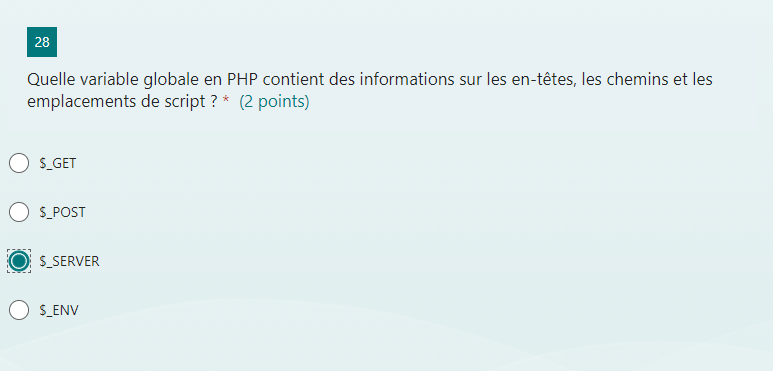 28
Quelle variable globale en PHP contient des informations sur les en-têtes, les chemins et les
emplacements de script ? * (2 points)
$_GET
$_POST
$_SERVER
$_ENV